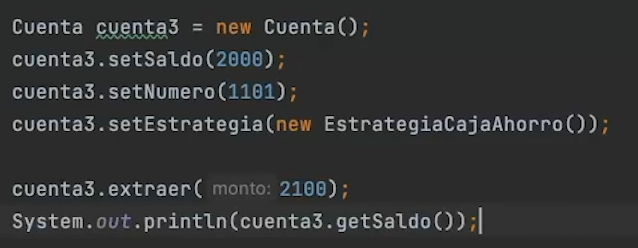 Cuenta cuenta3 = new Cuenta();
cuenta3.setSaldo(2000);
cuenta3.setNumero(1101);
cuenta3.setEstrategia(new EstrategiaCajaAhorro());
cuenta3.extraer( monto: 2100);
System.out.println(cuenta3.getSaldo());